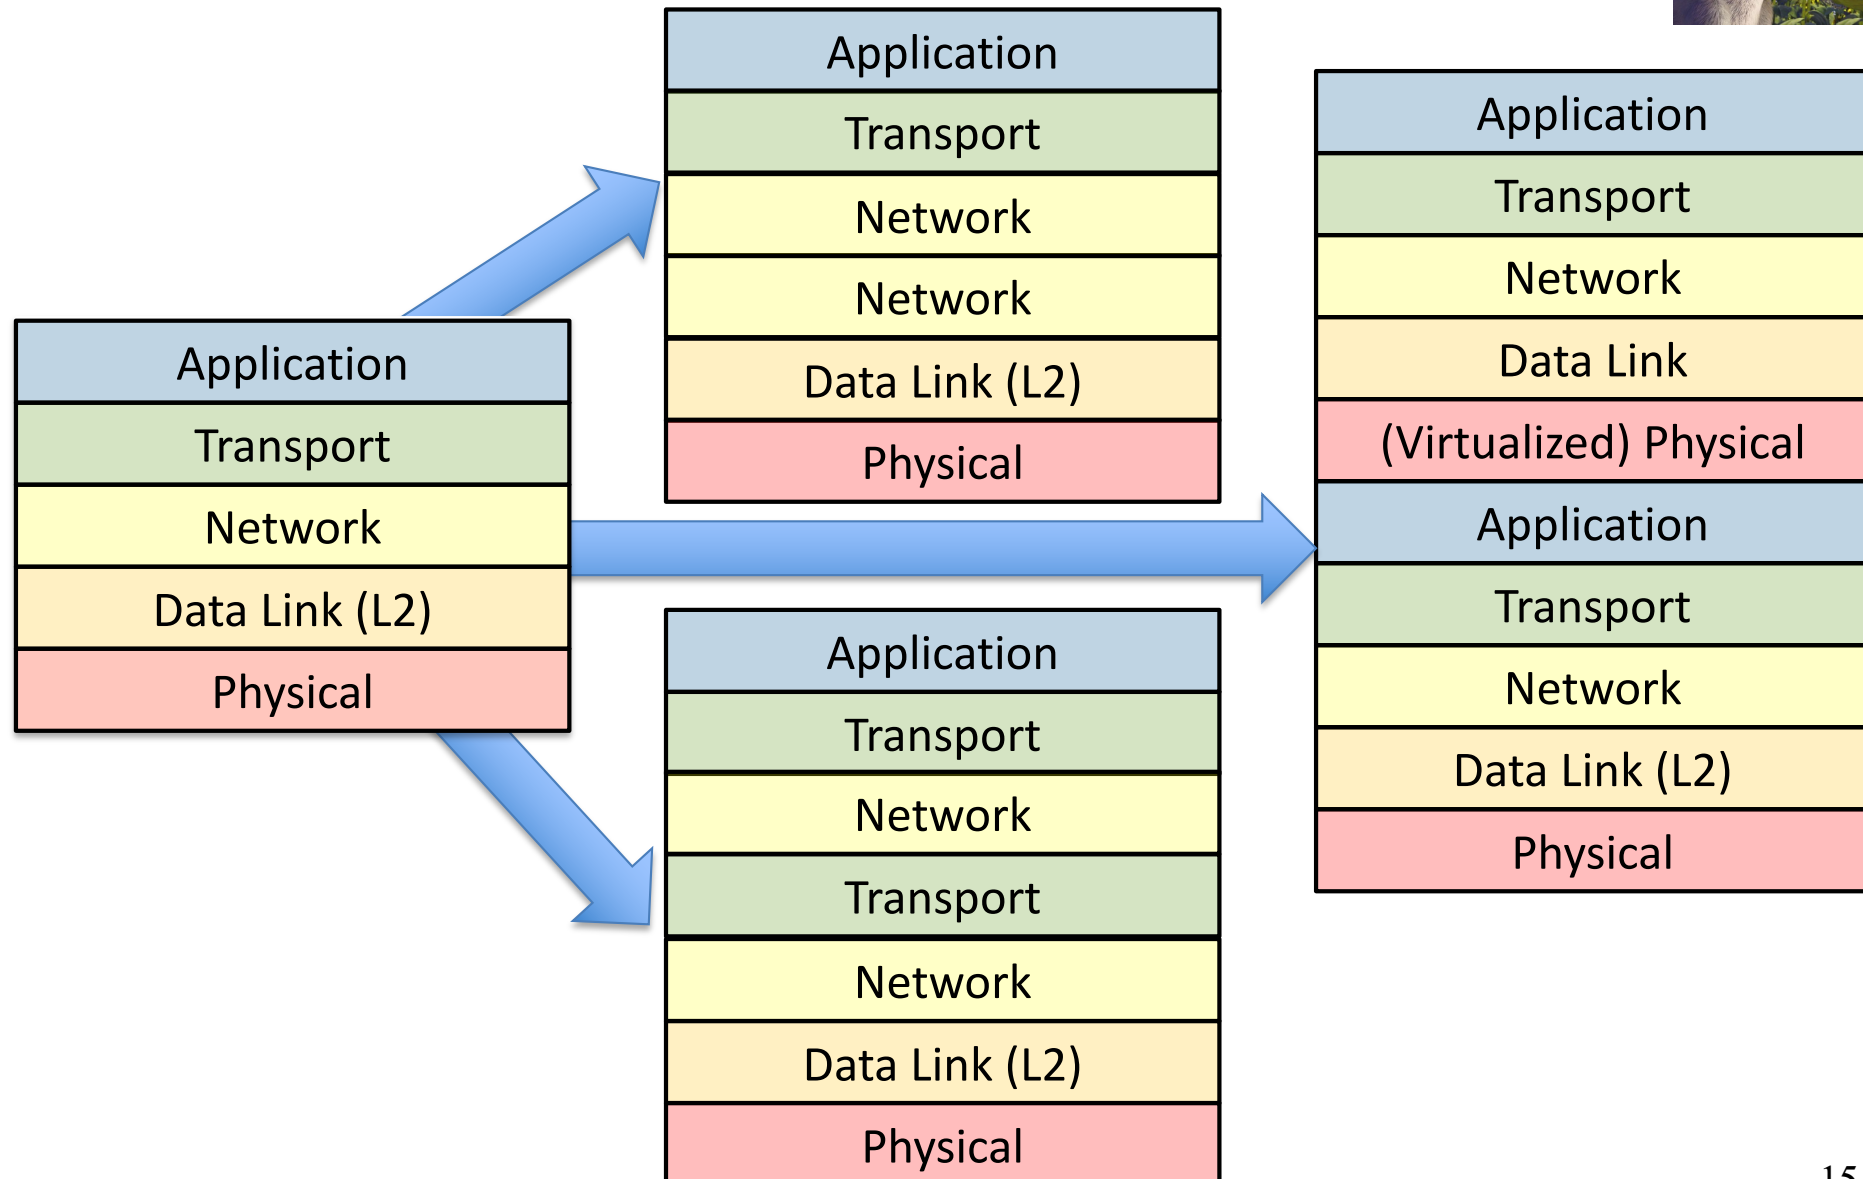 Application
Transport
Network
Data Link (L2)
Physical
Application
Transport
Network
Network
Data Link (L2)
Physical
Application
Transport
Network
Transport
Network
Data Link (L2)
Physical
Application
Transport
Network
Data Link
(Virtualized) Physical
Application
Transport
Network
Data Link (L2)
Physical
15